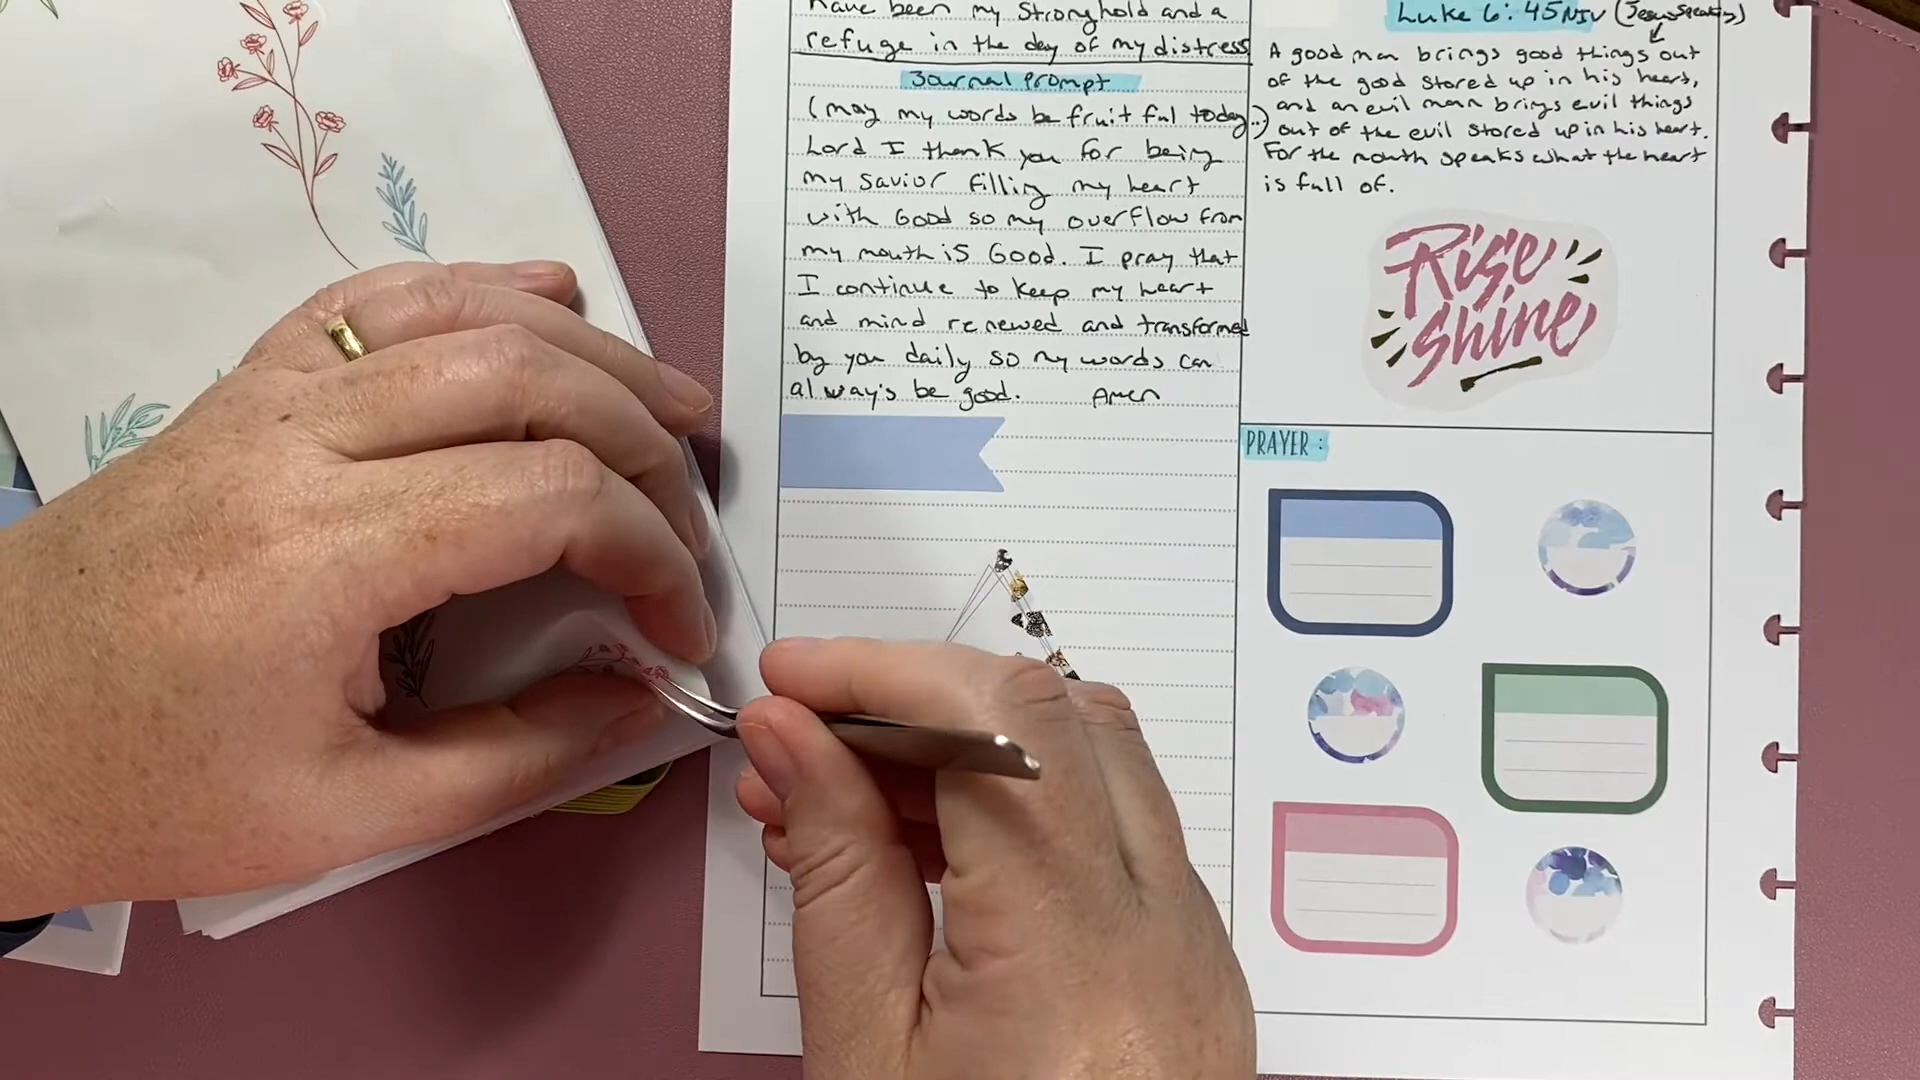 have been my stronghold and a
refuge in the day of my distress
Journal Prompt
(may my words be fruitful today..)
Lord I thank you for being
my savior filling my heart
with Good so my overflow from
my mouth is Good. I pray that
I continue to keep my heart
and mind renewed and transformed
by you daily so my words can
always be good. Amen
Luke 6:45 NIV (Jesus speaking)
A good man brings good things out
of the good stored up in his heart,
and an evil man brings evil things
out of the evil stored up in his heart.
For the mouth speaks what the heart
is full of.
Rise
shine
PRAYER: